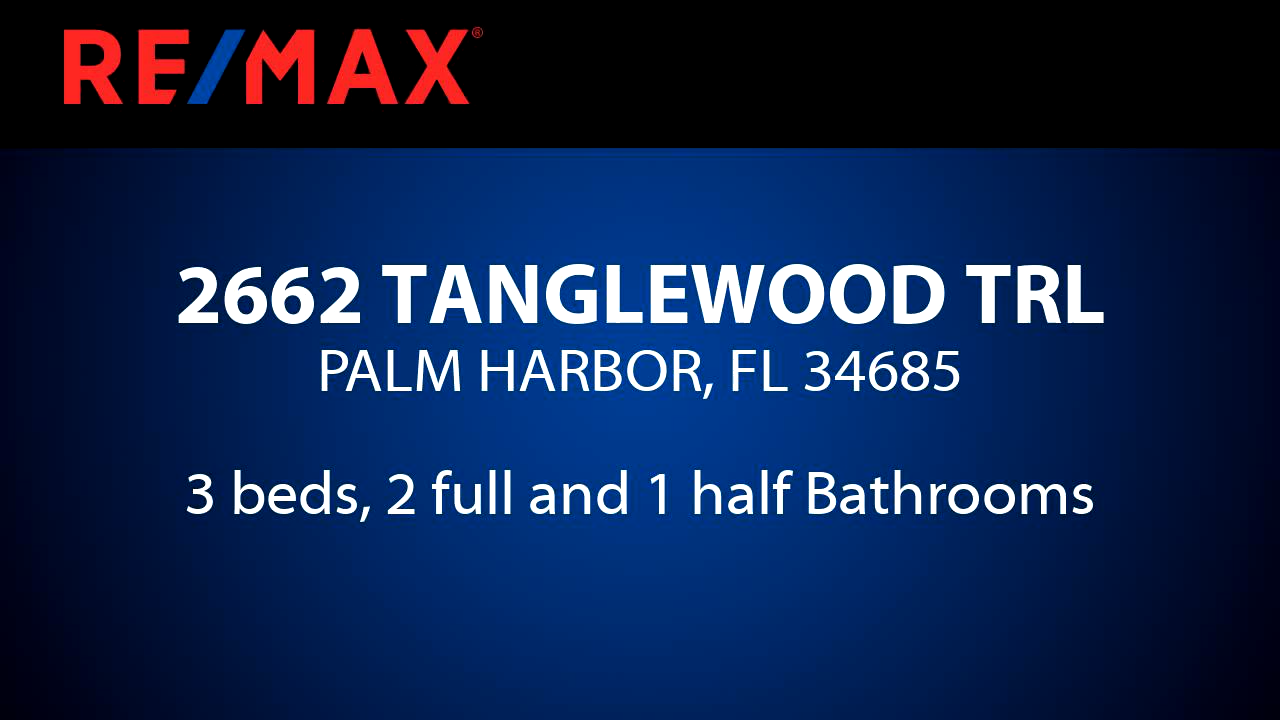 RE/MAX®
2662 TANGLEWOOD TRL
PALM HARBOR, FL 34685
3 beds, 2 full and 1 half Bathrooms